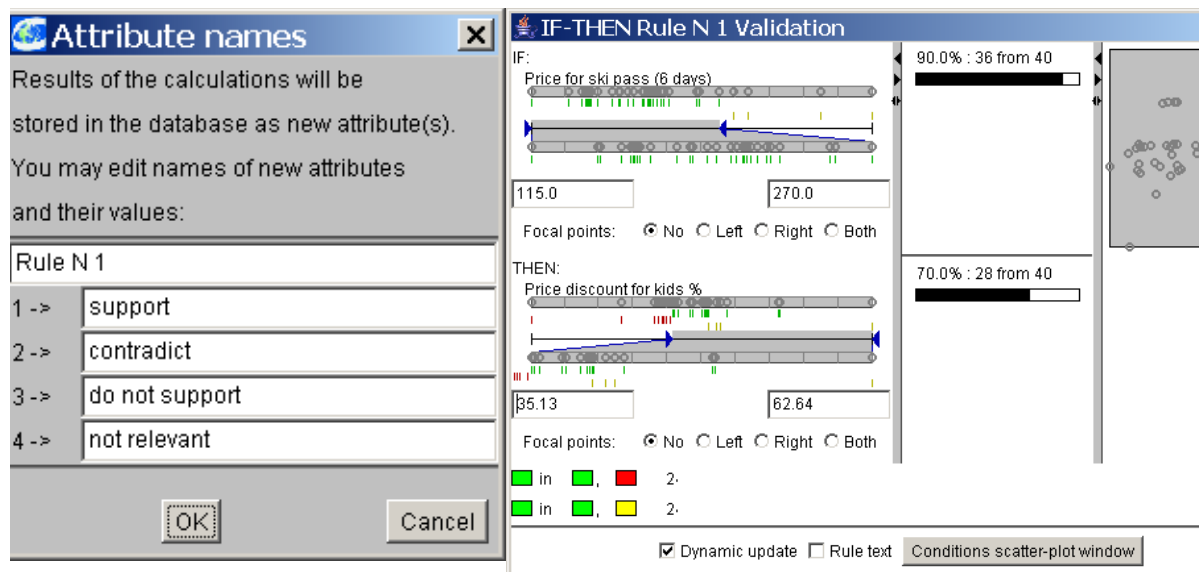 Attribute names
Results of the calculations will be
stored in the database as new attribute(s).
You may edit names of new attributes
and their values:
Rule N 1
1 -> support
2 -> contradict
3 -> do not support
4 -> not relevant
OK Cancel
IF-THEN Rule N 1 Validation
IF:
Price for ski pass (6 days)
115.0 270.0
Focal points: No Left Right Both
THEN:
Price discount for kids %
35.13 62.64
Focal points: No Left Right Both
90.0% : 36 from 40
70.0% : 28 from 40
in , 2
in , 2
Dynamic update Rule text Conditions scatter-plot window